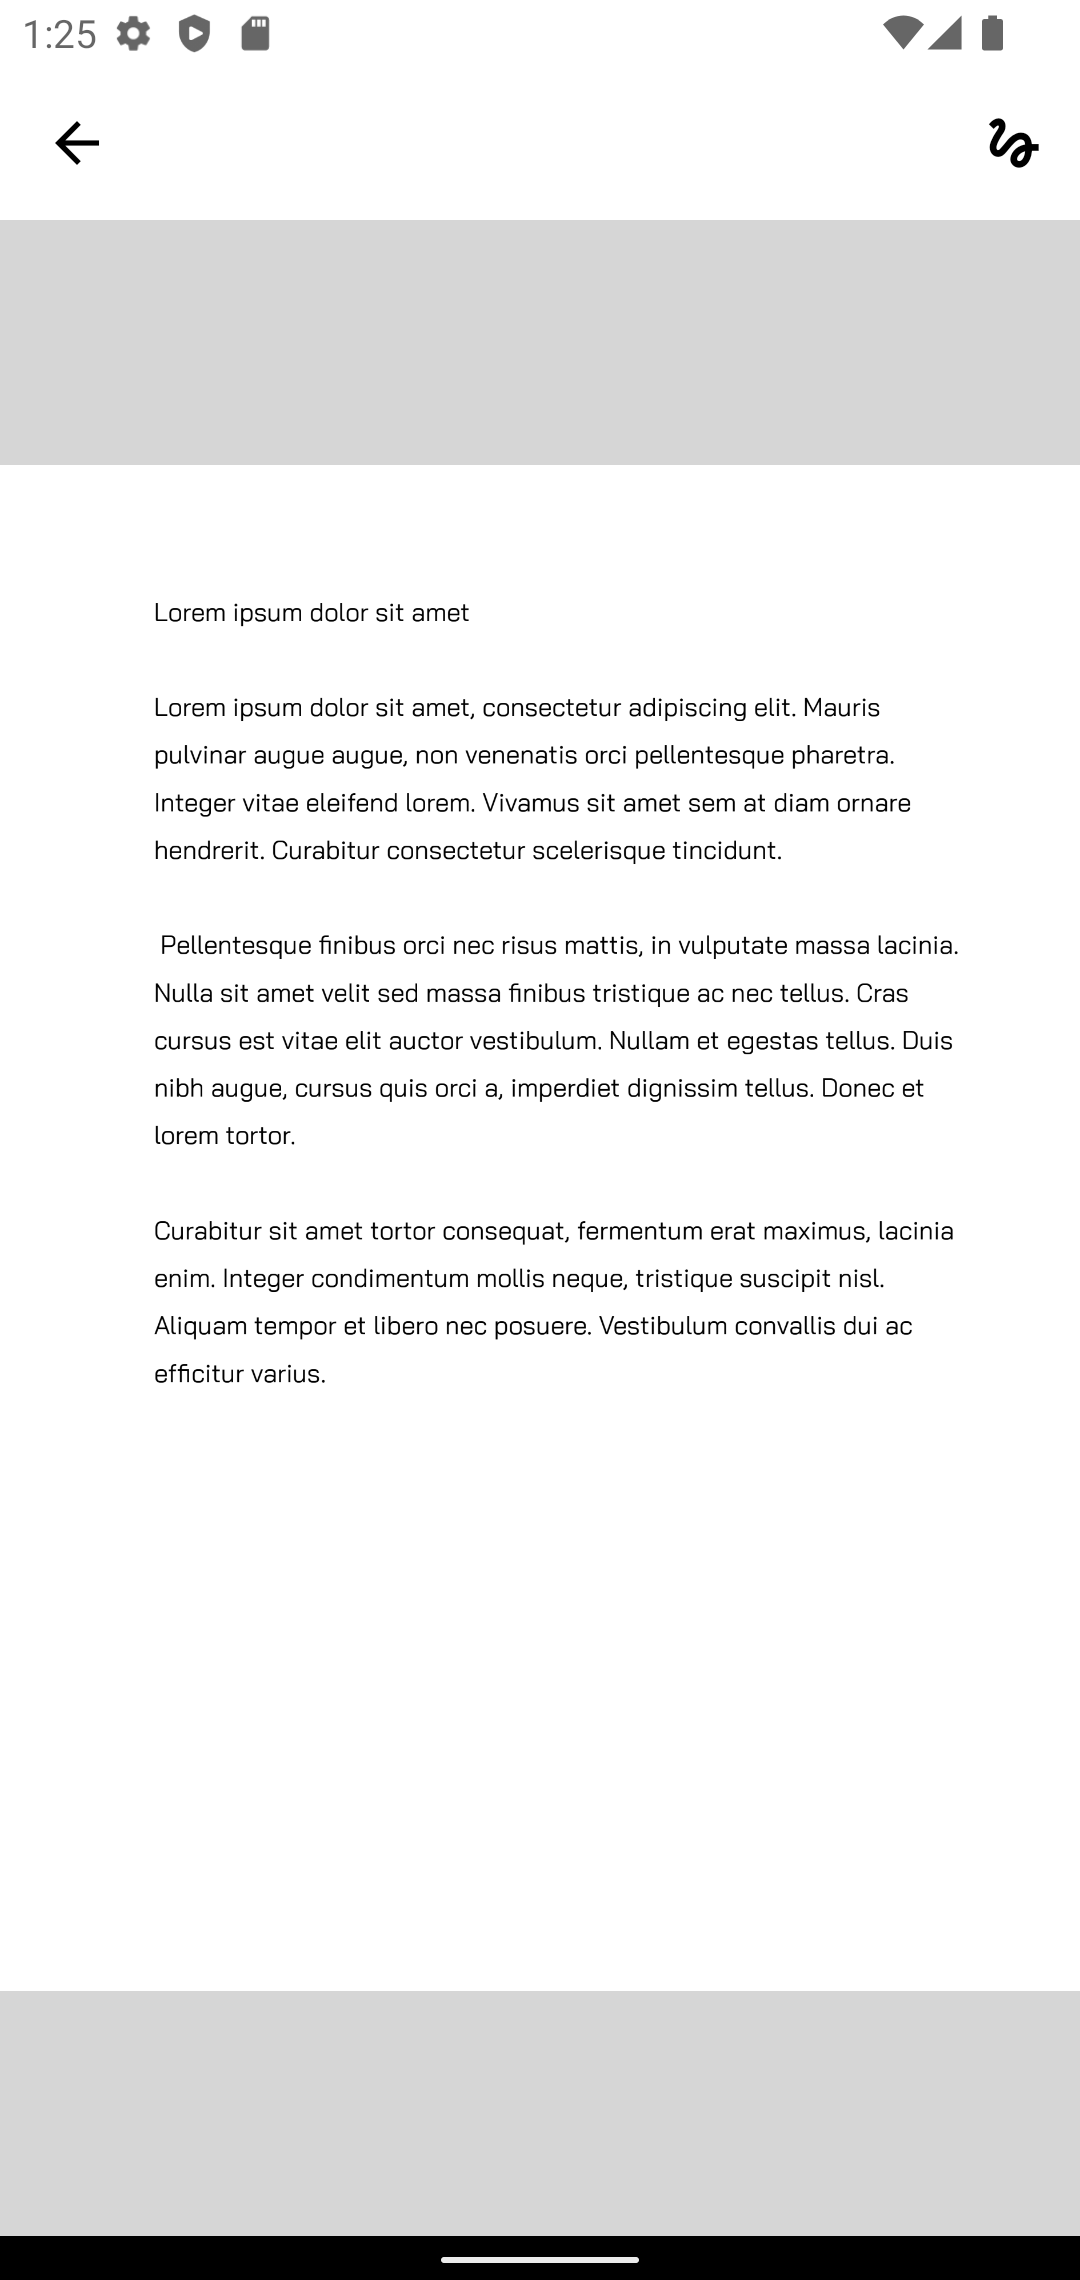 1:25
Lorem ipsum dolor sit amet
Lorem ipsum dolor sit amet, consectetur adipiscing elit. Mauris
pulvinar augue augue, non venenatis orci pellentesque pharetra.
Integer vitae eleifend lorem. Vivamus sit amet sem at diam ornare
hendrerit. Curabitur consectetur scelerisque tincidunt.
Pellentesque finibus orci nec risus mattis, in vulputate massa lacinia.
Nulla sit amet velit sed massa finibus tristique ac nec tellus. Cras
cursus est vitae elit auctor vestibulum. Nullam et egestas tellus. Duis
nibh augue, cursus quis orci a, imperdiet dignissim tellus. Donec et
lorem tortor.
Curabitur sit amet tortor consequat, fermentum erat maximus, lacinia
enim. Integer condimentum mollis neque, tristique suscipit nisl.
Aliquam tempor et libero nec posuere. Vestibulum convallis dui ac
efficitur varius.